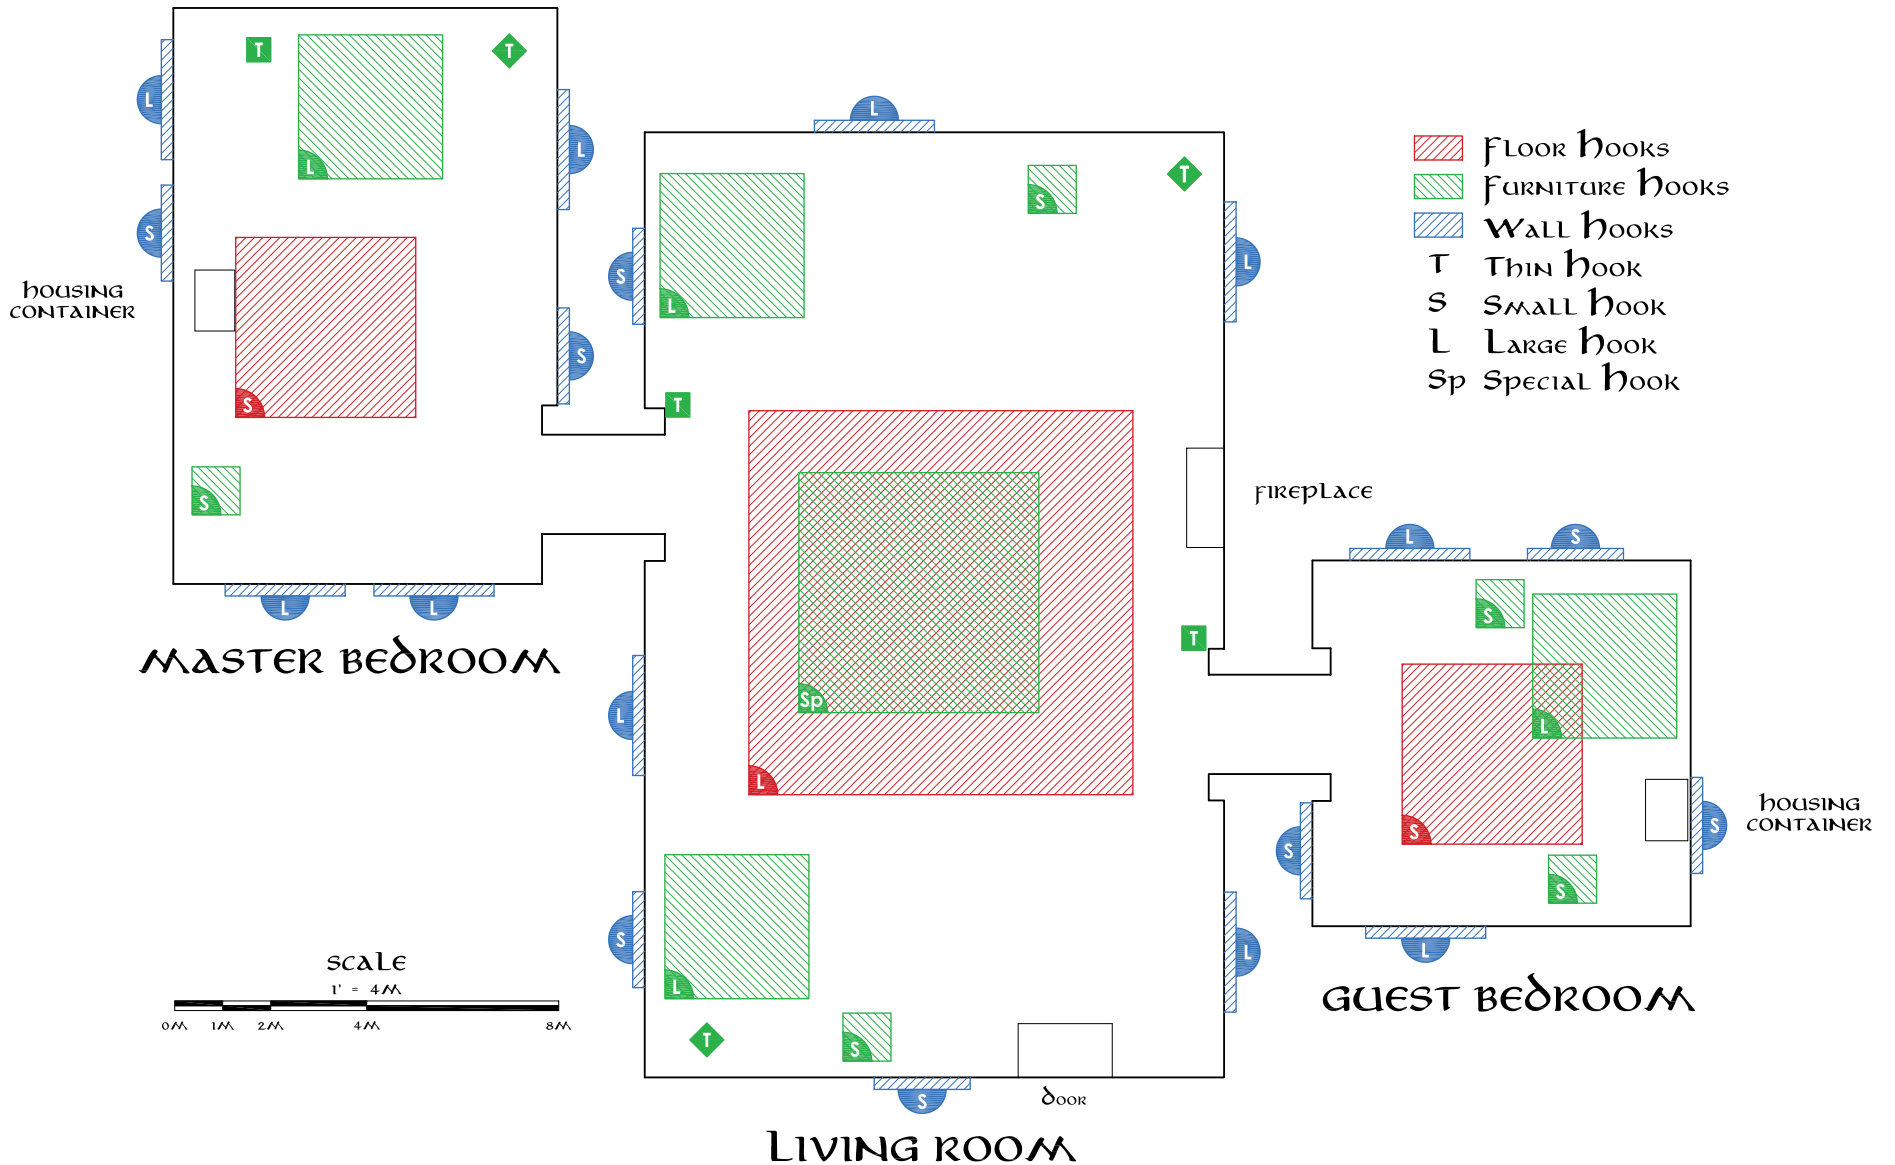 T
T
L
L
L
S
S
S
S
Housing
Container
L
L
Master Bedroom
L
L
S
T
L
S
L
T
T
Sp
L
L
S
L
T
S
L
S
Fireplace
Door
Living Room
Floor Hooks
Furniture Hooks
Wall Hooks
T Thin Hook
S Small Hook
L Large Hook
Sp Special Hook
L
S
S
L
S
S
S
S
L
Housing
Container
Guest Bedroom
Scale
1' = 4M
0M 1M 2M 4M 8M